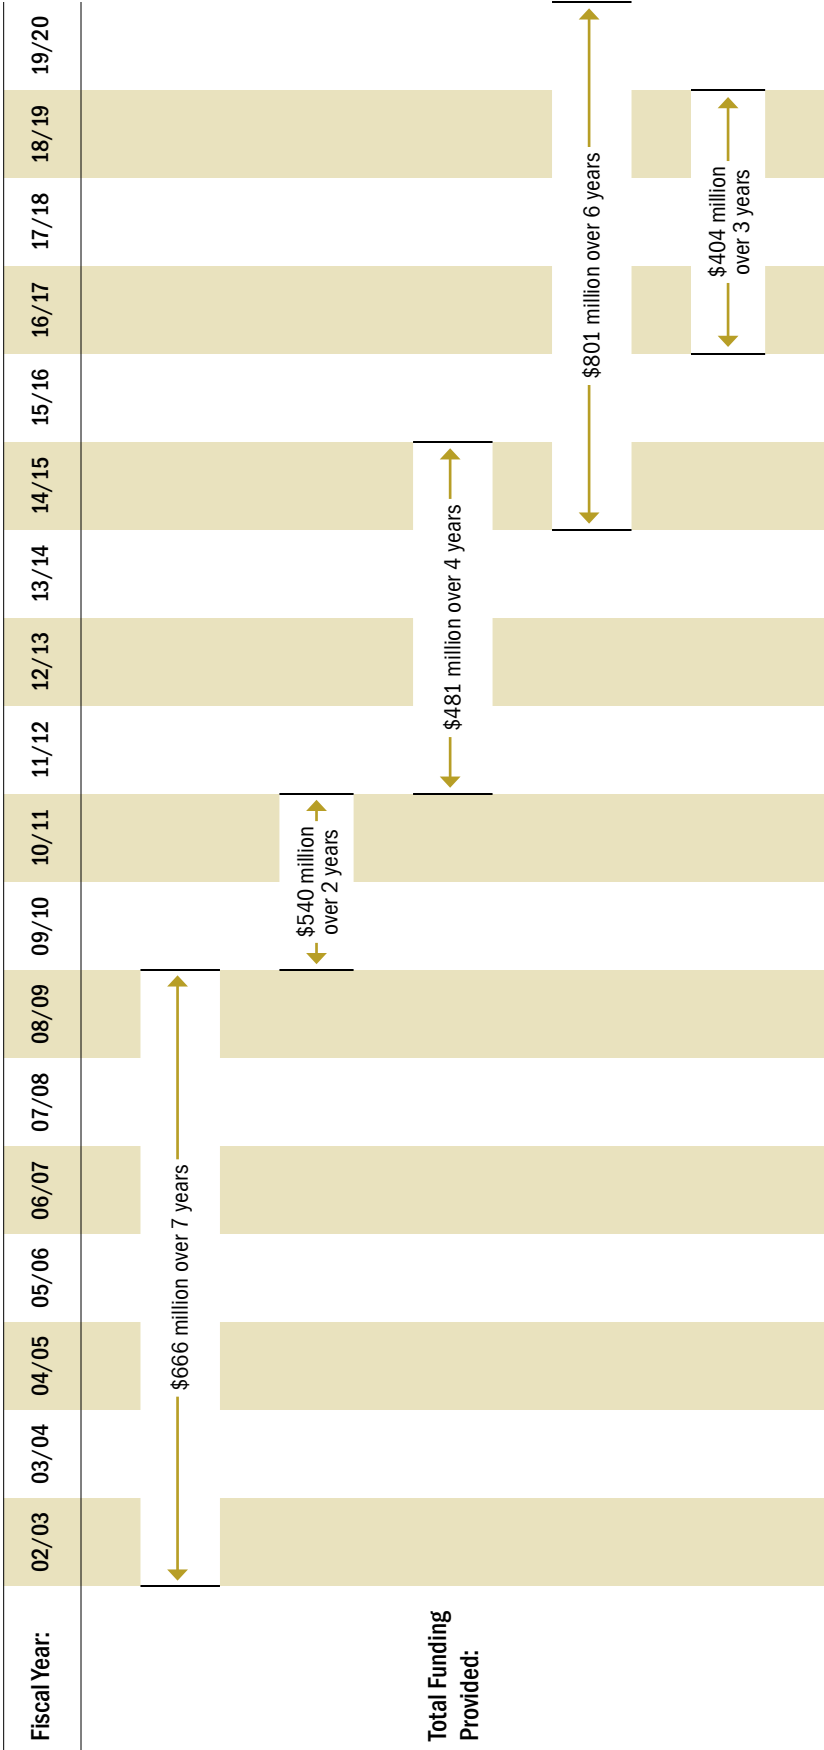 Fiscal Year:
02/03
03/04
04/05
05/06
06/07
07/08
08/09
09/10
10/11
11/12
12/13
13/14
14/15
15/16
16/17
17/18
18/19
19/20
Total Funding
Provided:
$666 million over 7 years
$540 million
over 2 years
$481 million over 4 years
$801 million over 6 years
$404 million
over 3 years